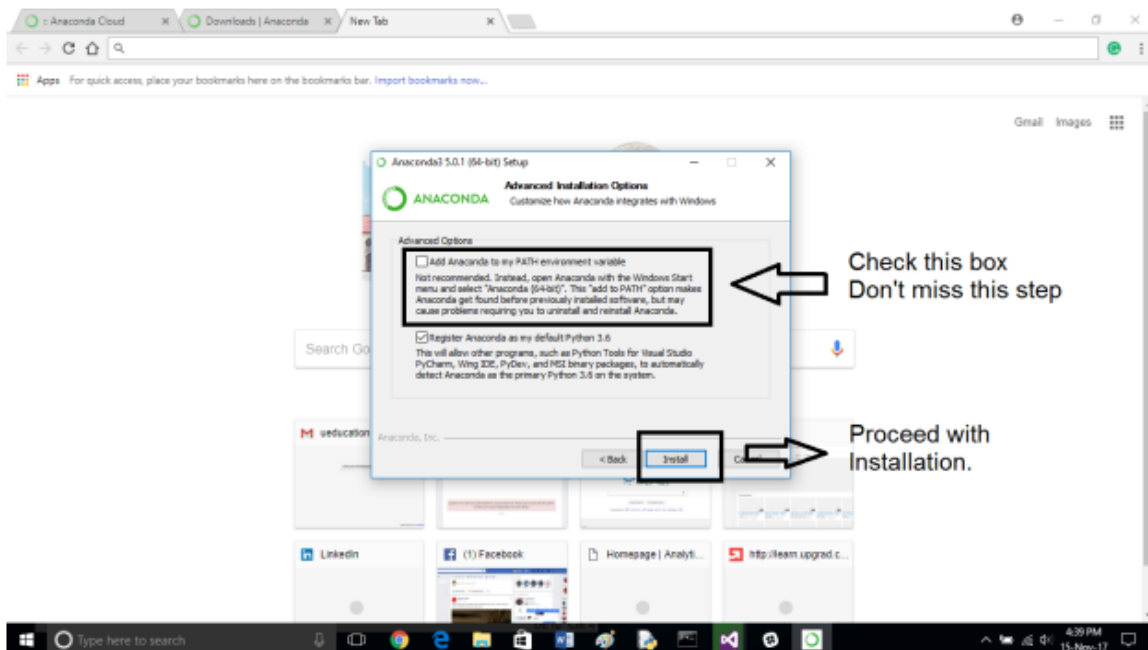 : Anaconda Cloud
Downloads | Anaconda
New Tab
Apps For quick access, place your bookmarks here on the bookmarks bar. Import bookmarks now...
Gmail Images
Anaconda3 5.0.1 (64-bit) Setup
ANACONDA
Advanced Installation Options
Customize how Anaconda integrates with Windows
Advanced Options
Add Anaconda to my PATH environment variable
Not recommended. Instead, open Anaconda with the Windows Start
menu and select "Anaconda (64-bit)". This "add to PATH" option makes
Anaconda get found before previously installed software, but may
cause problems requiring you to uninstall and reinstall Anaconda.
Check this box
Don't miss this step
Register Anaconda as my default Python 3.6
This will allow other programs, such as Python Tools for Visual Studio
PyCharm, Wing IDE, PyDev, and MSI binary packages, to automatically
detect Anaconda as the primary Python 3.6 on the system.
Search Go
ueducation
Anaconda, Inc.
< Back Install
Proceed with
Installation.
LinkedIn
(1) Facebook
Homepage | Analyti...
http://learn.upgrad.c...
Type here to search
4:39 PM
15-Nov-17